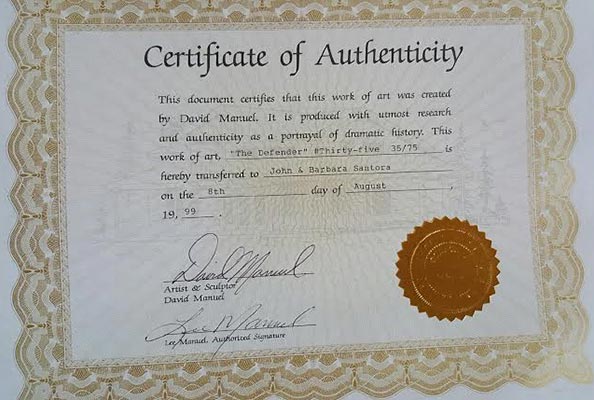 Certificate of Authenticity
This document certifies that this work of art was created
by David Manuel. It is produced with utmost research
and authenticity as a portrayal of dramatic history. This
work of art, "The Defender" #Thirty-five 35/75 is
hereby transferred to John & Barbara Santora
on the 8th day of August ,
19, 99 .
David Manuel
Artist & Sculptor
David Manuel
Lee Manuel
Lee Manuel, Authorized Signature